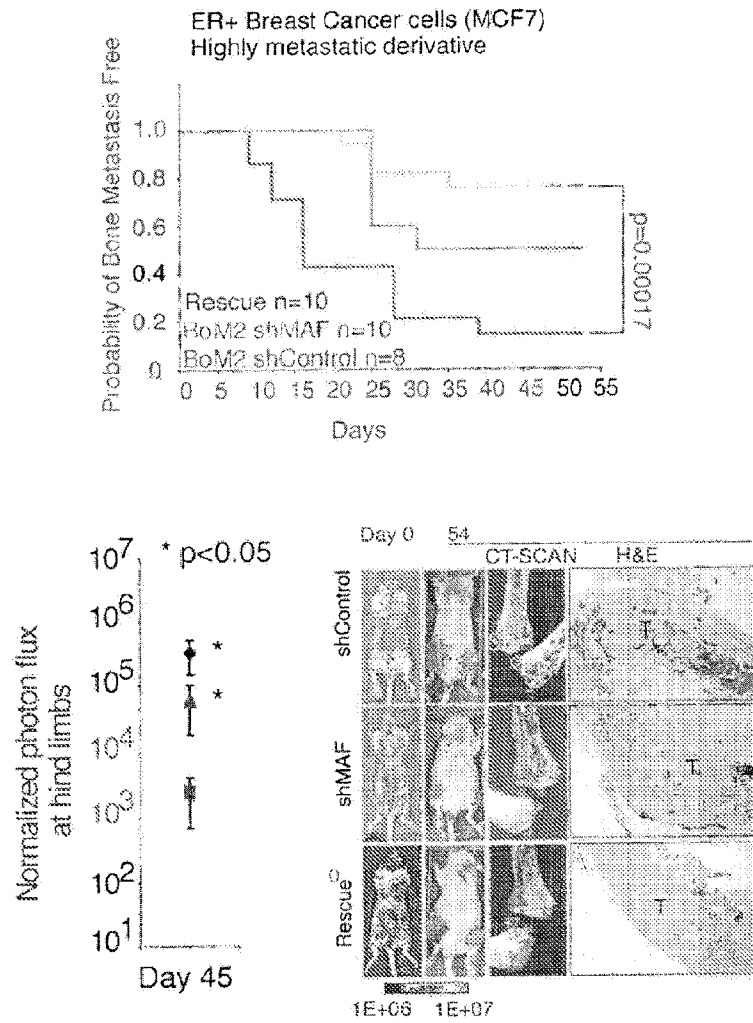 ER+ Breast Cancer cells (MCF7)
Highly metastatic derivative
Probability of Bone Metastasis Free
1.0
0.8
0.6
0.4
0.2
0
Rescue n=10
BoM2 shMAF n=10
BoM2 shControl n=8
p=0.00017
0 5 10 15 20 25 30 35 40 45 50 55
Days
Normalized photon flux
at hind limbs
* p<0.05
10^7
10^6
10^5
10^4
10^3
10^2
10^1
*
*
Day 45
Day 0 54
CT-SCAN H&E
shControl
shMAF
Rescue
T
T
T
1E+06 1E+07